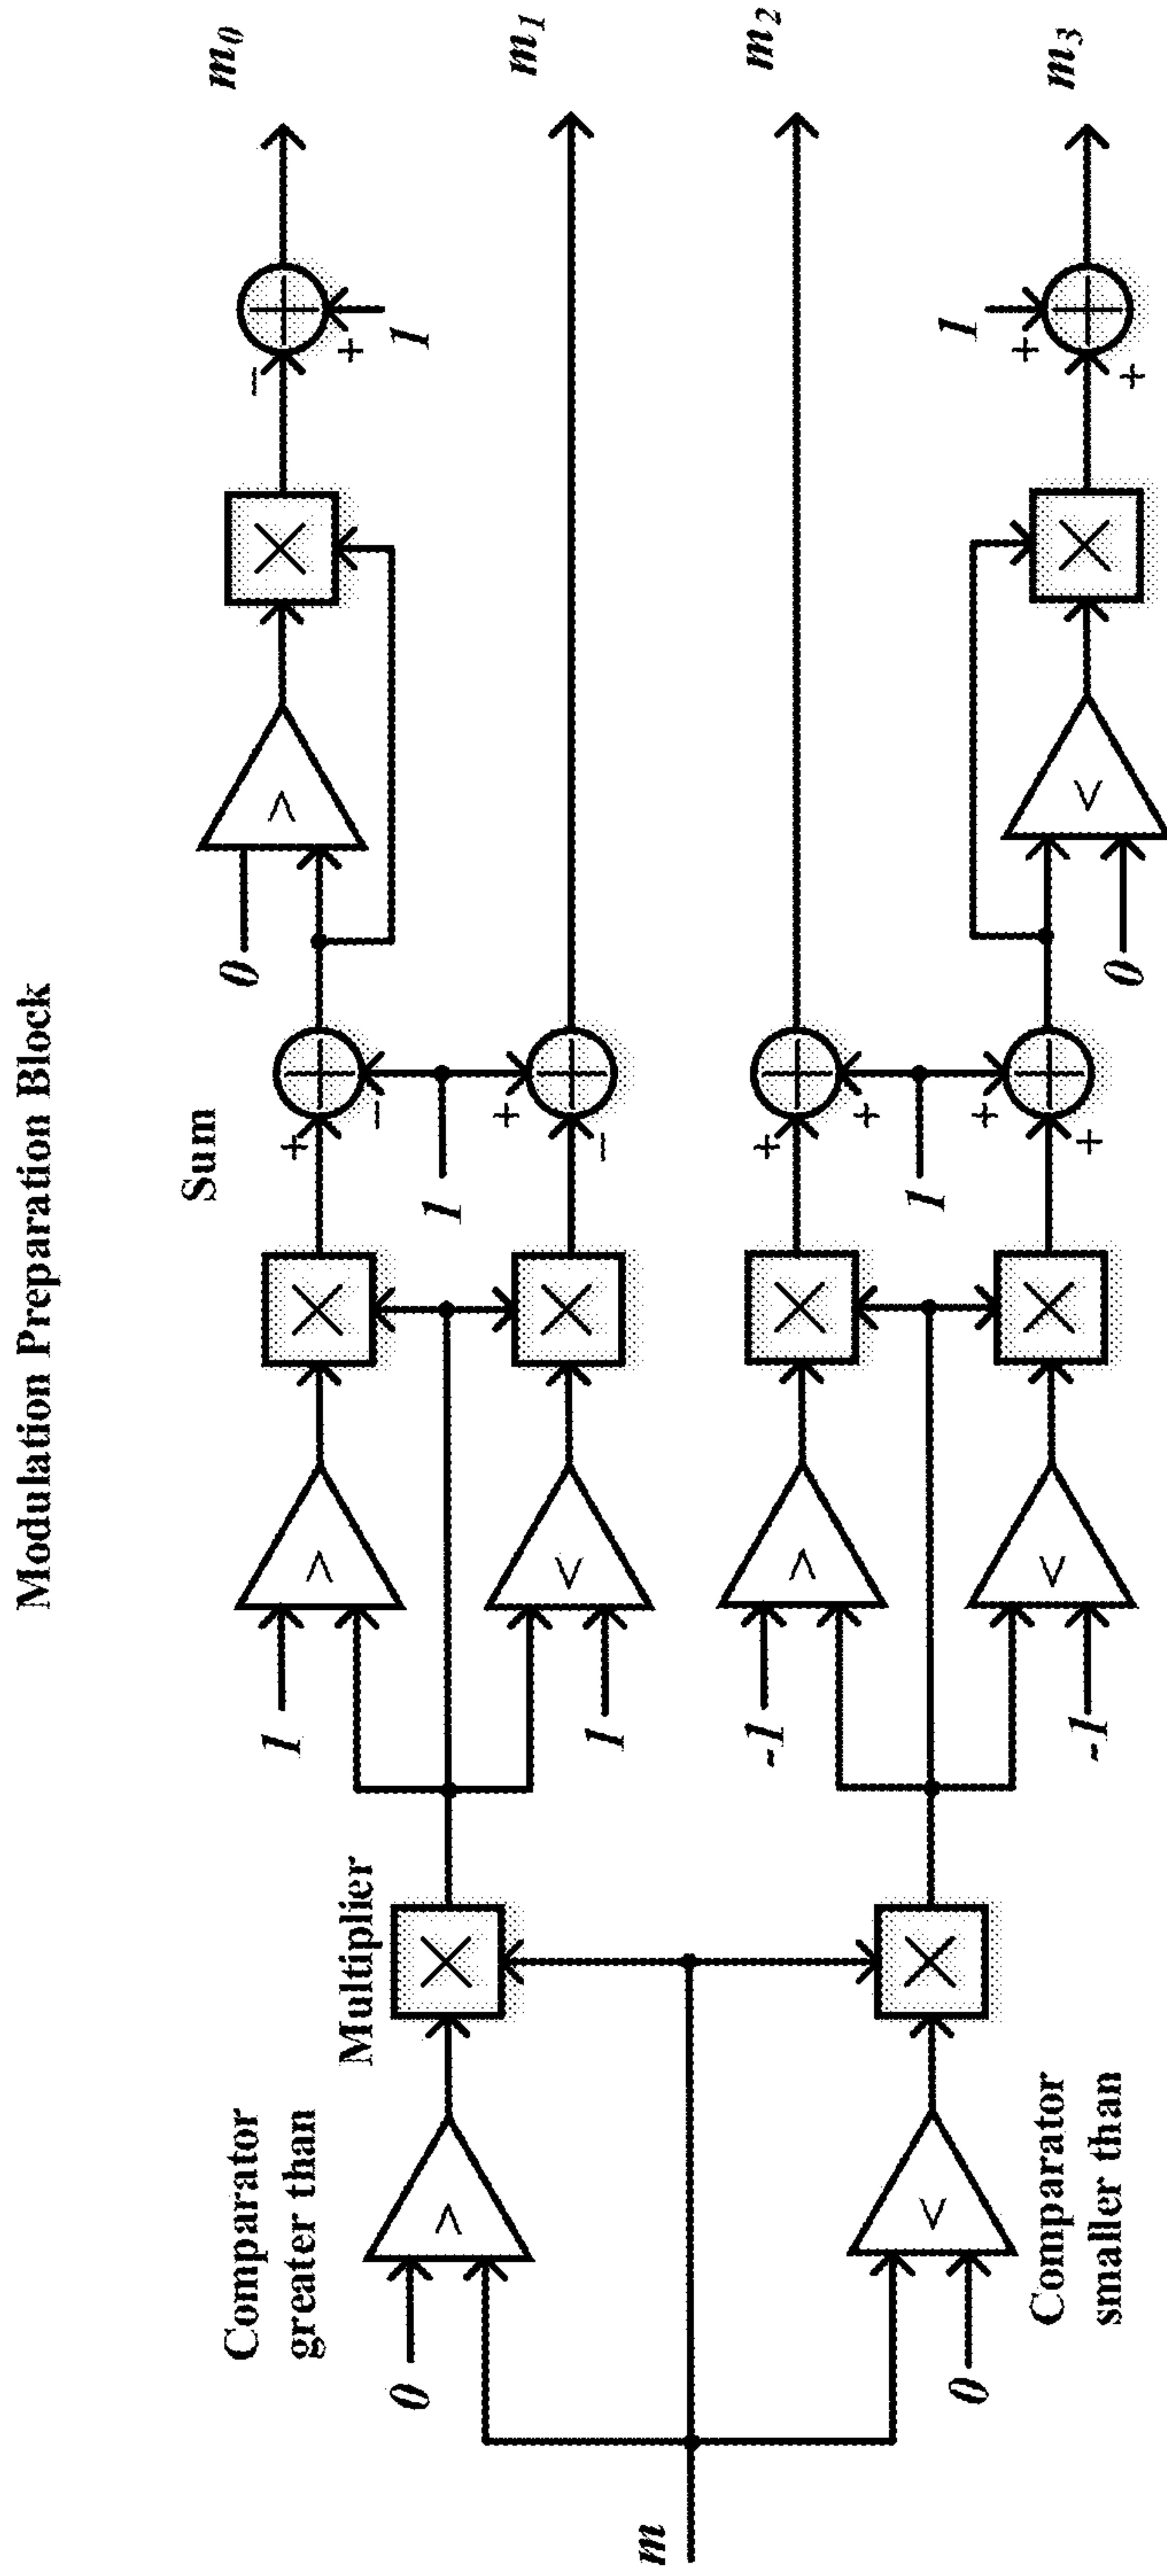 Modulation Preparation Block
Comparator
greater than
Multiplier
Sum
m
0
0
Comparator
smaller than
1
1
-1
-1
+
−
1
+
−
+
+
1
+
+
0
0
−
+
1
1
+
+
m0
m1
m2
m3